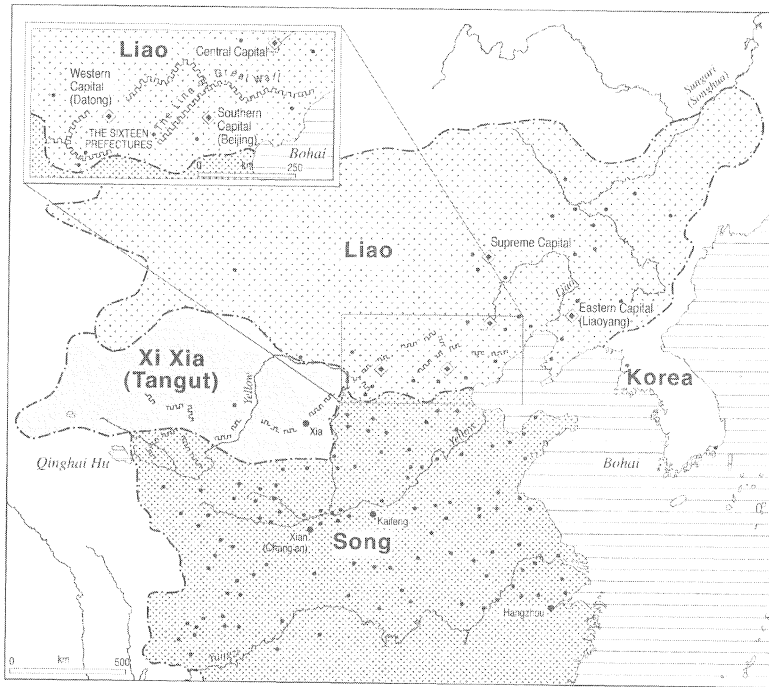 Liao
Central Capital
Western
Capital
(Datong)
The Line of Great Wall
Southern
Capital
(Beijing)
THE SIXTEEN
PREFECTURES
Bohai
0 km 250
Sungari
(Songhua)
Liao
Supreme Capital
Liao
Eastern Capital
(Liaoyang)
Xi Xia
(Tangut)
Yellow
Korea
Xia
Yellow
Qinghai Hu
Bohai
Kaifeng
Xian
(Chang-an)
Song
Hangzhou
0 km 500